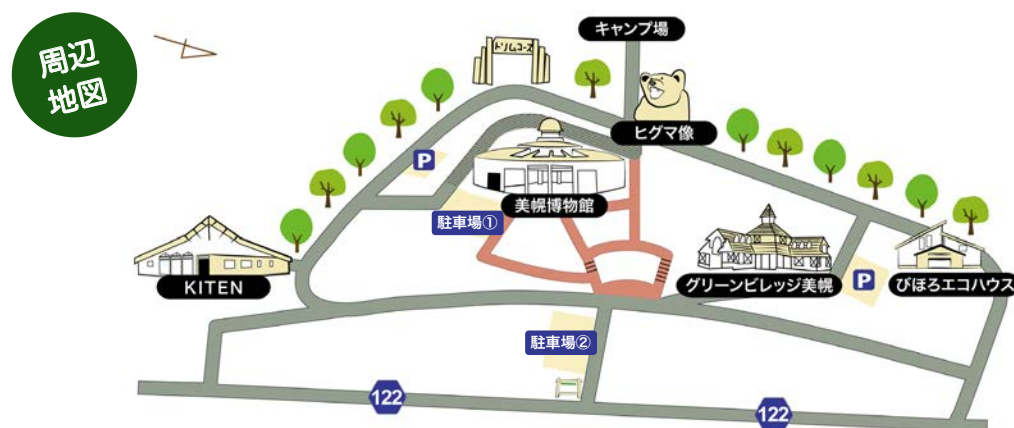 周辺
地図
キャンプ場
ドリムコース
ヒグマ像
P
美幌博物館
駐車場①
KITEN
グリーンビレッジ美幌
P
びほろエコハウス
駐車場②
122
122